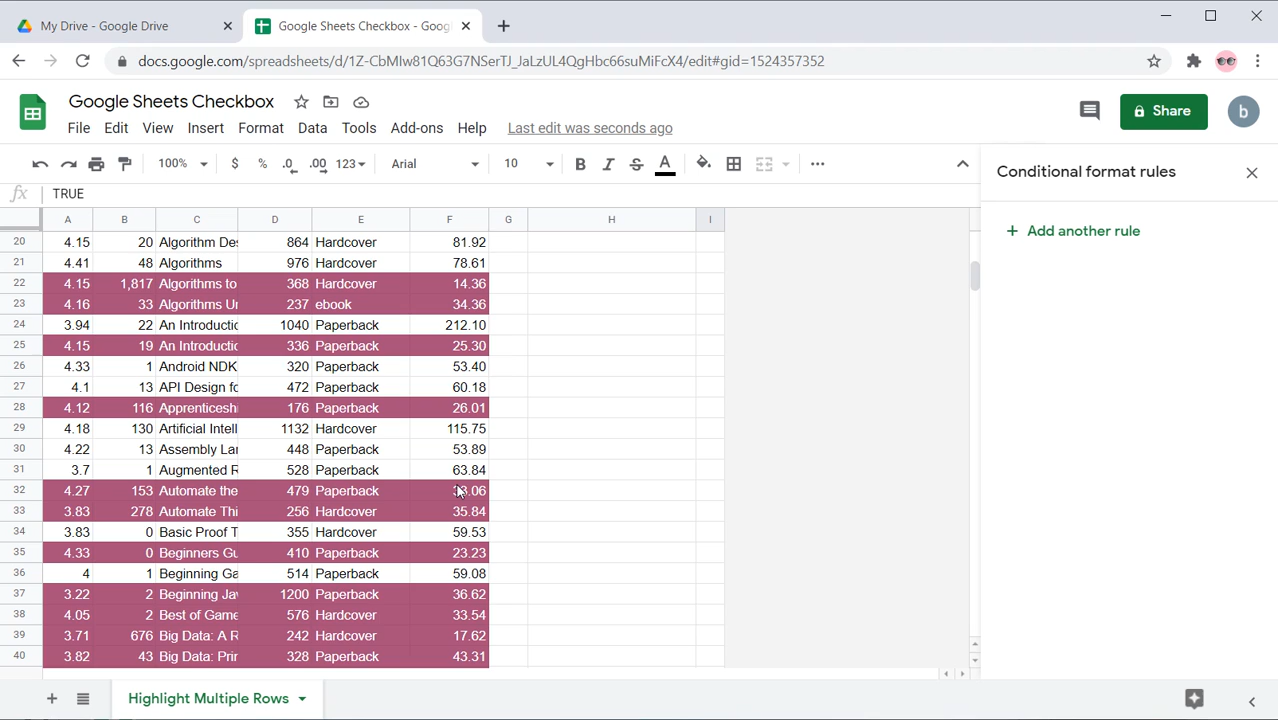 My Drive - Google Drive
Google Sheets Checkbox - Goog
docs.google.com/spreadsheets/d/1Z-CbMIw81Q63G7NSerTJ_JaLzUL4QgHbc66suMiFcX4/edit#gid=1524357352
Google Sheets Checkbox
File Edit View Insert Format Data Tools Add-ons Help Last edit was seconds ago
Share
b
100% $ % .0 .00 123 Arial 10 B I S A
Conditional format rules
fx TRUE
Add another rule
A B C D E F G H I
20 4.15 20 Algorithm Des 864 Hardcover 81.92
21 4.41 48 Algorithms 976 Hardcover 78.61
22 4.15 1,817 Algorithms to 368 Hardcover 14.36
23 4.16 33 Algorithms Un 237 ebook 34.36
24 3.94 22 An Introductic 1040 Paperback 212.10
25 4.15 19 An Introductic 336 Paperback 25.30
26 4.33 1 Android NDK 320 Paperback 53.40
27 4.1 13 API Design fo 472 Paperback 60.18
28 4.12 116 Apprenticeshi 176 Paperback 26.01
29 4.18 130 Artificial Intell 1132 Hardcover 115.75
30 4.22 13 Assembly Lan 448 Paperback 53.89
31 3.7 1 Augmented R 528 Paperback 63.84
32 4.27 153 Automate the 479 Paperback
33 3.83 278 Automate Thi 256 Hardcover 35.84
34 3.83 0 Basic Proof T 355 Hardcover 59.53
35 4.33 0 Beginners Gu 410 Paperback 23.23
36 4 1 Beginning Ga 514 Paperback 59.08
37 3.22 2 Beginning Jav 1200 Paperback 36.62
38 4.05 2 Best of Game 576 Hardcover 33.54
39 3.71 676 Big Data: A R 242 Hardcover 17.62
40 3.82 43 Big Data: Prin 328 Paperback 43.31
Highlight Multiple Rows